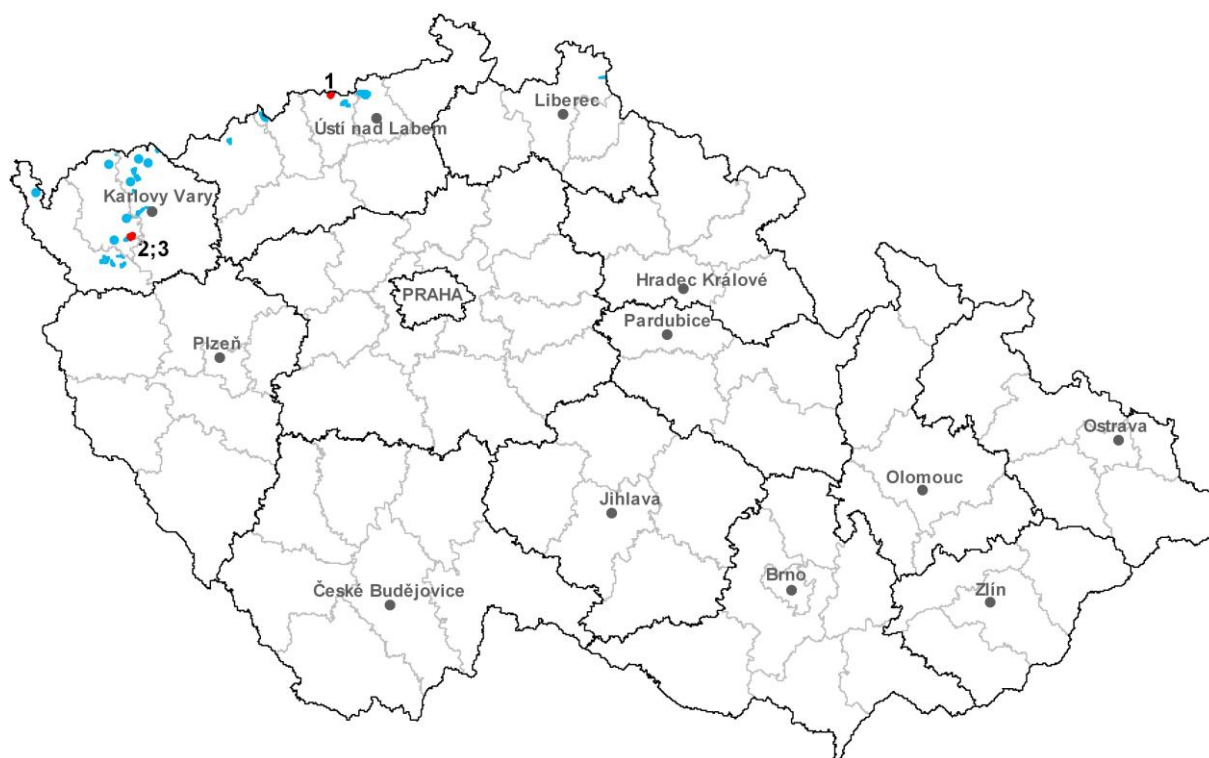 1
Liberec
Ústí nad Labem
Karlovy Vary
2;3
Hradec Králové
PRAHA
Pardubice
Plzeň
Ostrava
Olomouc
Jihlava
Brno
České Budějovice
Zlín